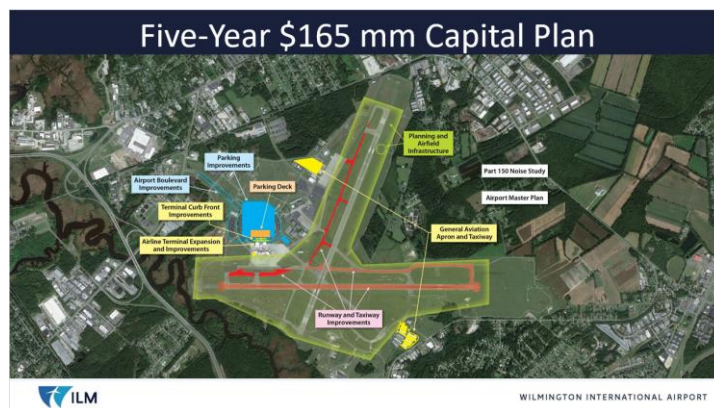 Five-Year $165 mm Capital Plan
Parking
Improvements
Airport Boulevard
Improvements
Parking Deck
Terminal Curb Front
Improvements
Airline Terminal Expansion
and Improvements
Planning and
Airfield
Infrastructure
Part 150 Noise Study
Airport Master Plan
General Aviation
Apron and Taxiway
Runway and Taxiway
Improvements
ILM
WILMINGTON INTERNATIONAL AIRPORT